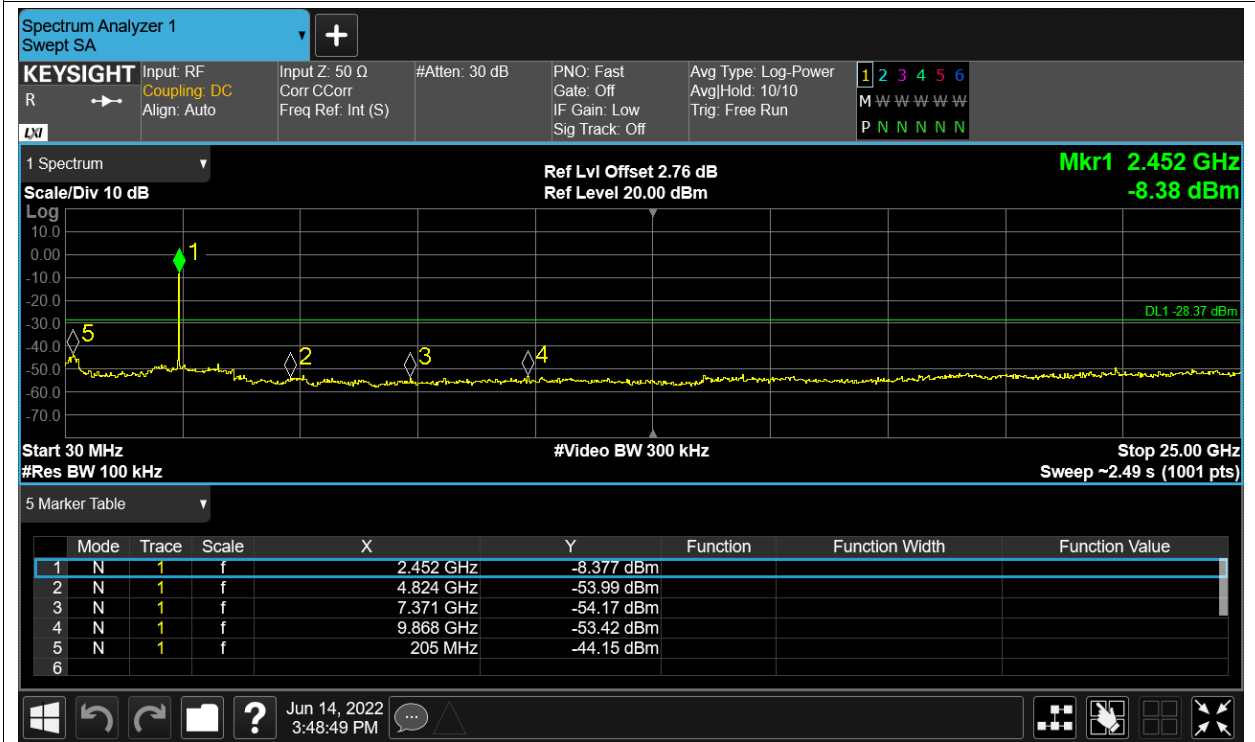 Spectrum Analyzer 1
Swept SA
+
KEYSIGHT Input: RF Input Z: 50 Ω #Atten: 30 dB PNO: Fast Avg Type: Log-Power 1 2 3 4 5 6
R Coupling: DC Corr CCorr Gate: Off Avg|Hold: 10/10 M W W W W W
Align: Auto Freq Ref: Int (S) IF Gain: Low Trig: Free Run
LXI Sig Track: Off P N N N N N
1 Spectrum Ref Lvl Offset 2.76 dB Mkr1 2.452 GHz
Scale/Div 10 dB Ref Level 20.00 dBm -8.38 dBm
Log
10.0
0.00 1
-10.0
-20.0
DL1 -28.37 dBm
-30.0
5
-40.0
2 3 4
-50.0
-60.0
-70.0
Start 30 MHz #Video BW 300 kHz Stop 25.00 GHz
#Res BW 100 kHz Sweep ~2.49 s (1001 pts)
5 Marker Table
Mode Trace Scale X Y Function Function Width Function Value
1 N 1 f 2.452 GHz -8.377 dBm
2 N 1 f 4.824 GHz -53.99 dBm
3 N 1 f 7.371 GHz -54.17 dBm
4 N 1 f 9.868 GHz -53.42 dBm
5 N 1 f 205 MHz -44.15 dBm
6
? Jun 14, 2022
3:48:49 PM